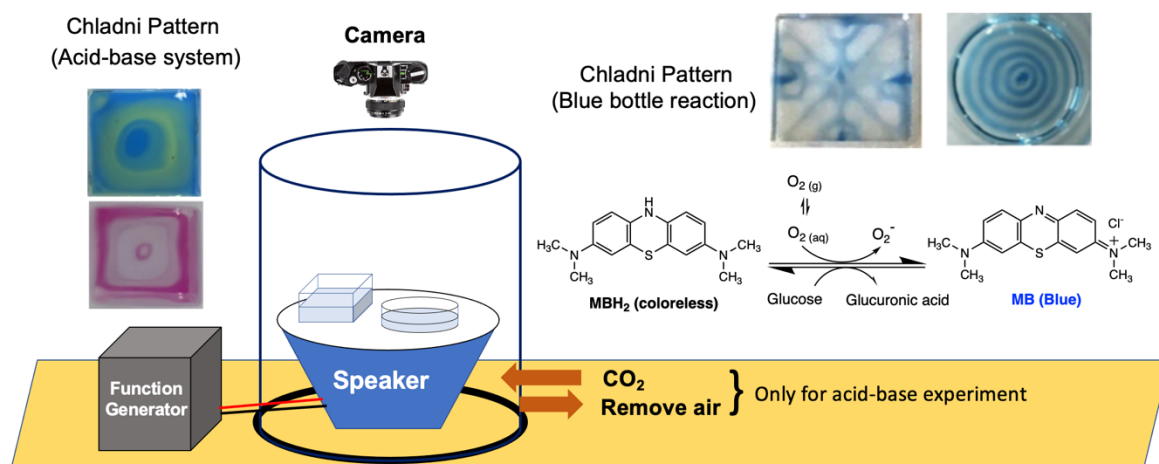 Chladni Pattern
(Acid-base system)
Camera
Chladni Pattern
(Blue bottle reaction)
O₂ (g)
O₂ (aq)
O₂⁻
H
N
H₃C
N
CH₃
S
N
CH₃
CH₃
MBH₂ (coloreless)
Glucose
Glucuronic acid
N
Cl⁻
H₃C
N
CH₃
S
N
+
CH₃
CH₃
MB (Blue)
Function
Generator
Speaker
CO₂
Remove air
} Only for acid-base experiment